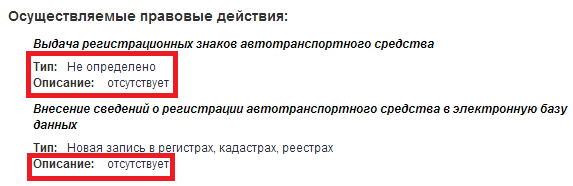 Осуществляемые правовые действия:
Выдача регистрационных знаков автотранспортного средства
Тип: Не определено
Описание: отсутствует
Внесение сведений о регистрации автотранспортного средства в электронную базу
данных
Тип: Новая запись в регистрах, кадастрах, реестрах
Описание: отсутствует